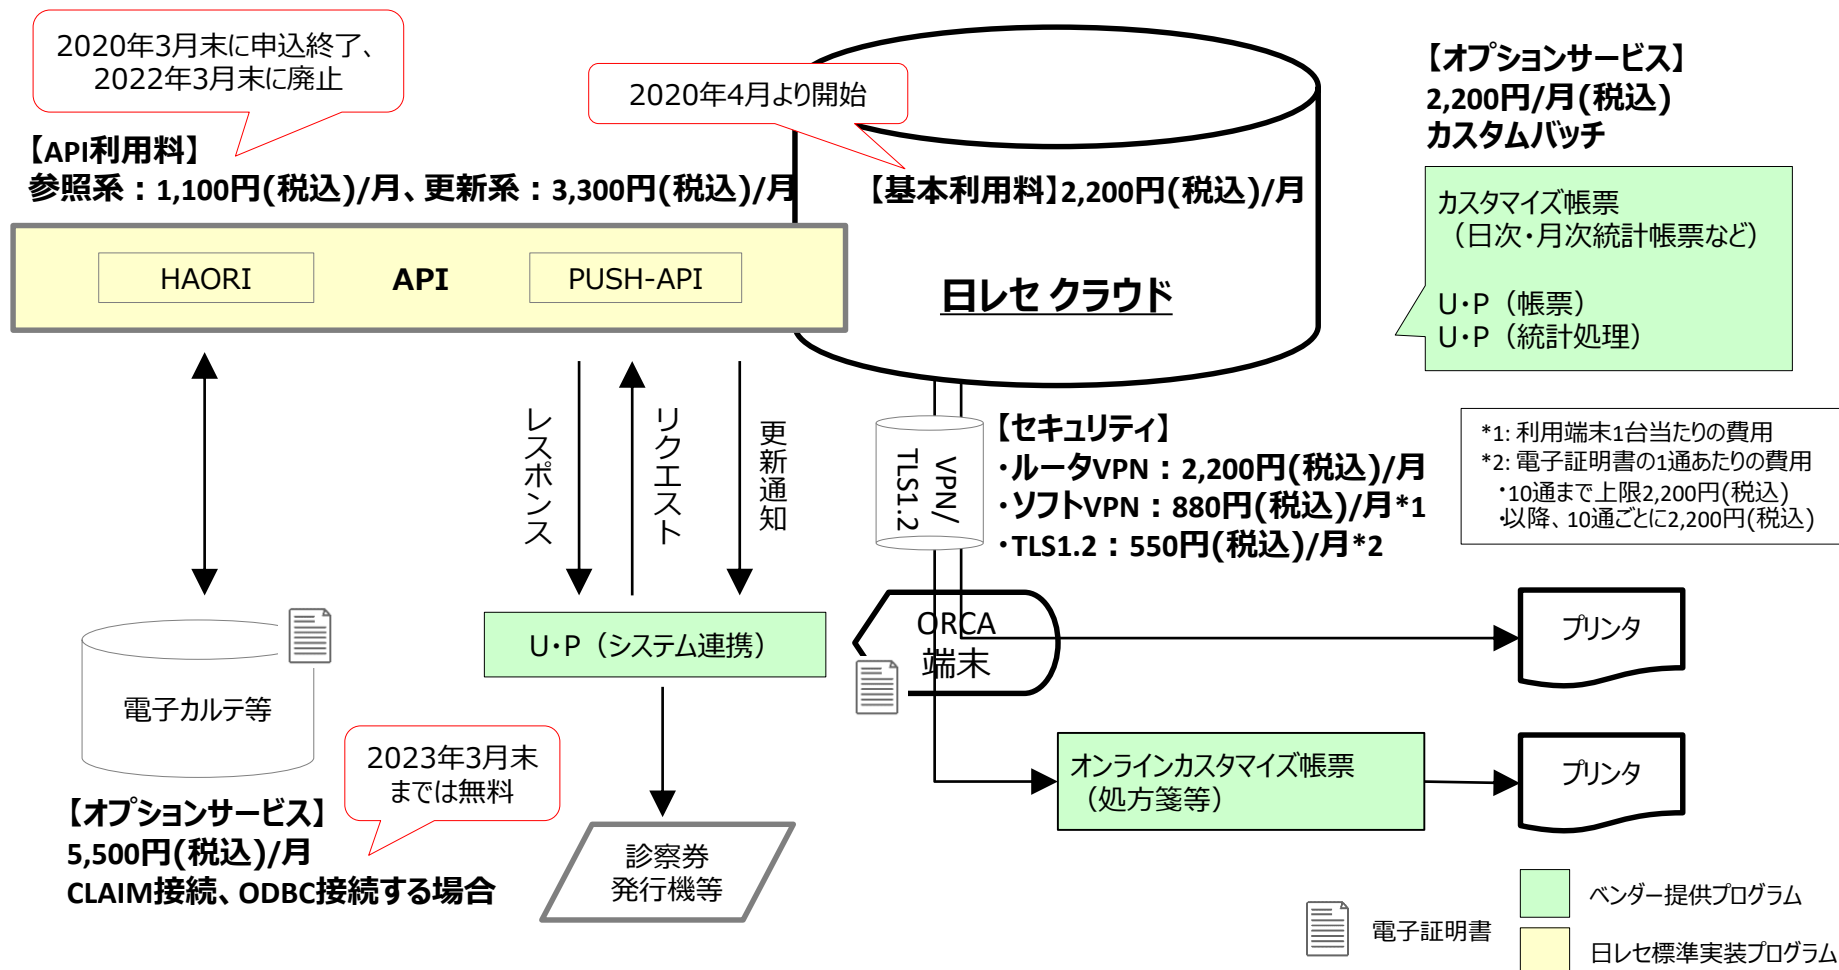 2020年3月末に申込終了、
2022年3月末に廃止
2020年4月より開始
【オプションサービス】
2,200円/月(税込)
カスタムバッチ
【API利用料】
参照系：1,100円(税込)/月、更新系：3,300円(税込)/月
【基本利用料】2,200円(税込)/月
カスタマイズ帳票
（日次・月次統計帳票など）
U・P（帳票）
U・P（統計処理）
HAORI
API
PUSH-API
日レセ クラウド
レスポンス
リクエスト
更新通知
VPN/
TLS1.2
【セキュリティ】
・ルータVPN：2,200円(税込)/月
・ソフトVPN：880円(税込)/月*1
・TLS1.2：550円(税込)/月*2
*1: 利用端末1台当たりの費用
*2: 電子証明書の1通あたりの費用
・10通まで上限2,200円(税込)
・以降、10通ごとに2,200円(税込)
電子カルテ等
U・P（システム連携）
ORCA
端末
プリンタ
2023年3月末
までは無料
オンラインカスタマイズ帳票
（処方箋等）
プリンタ
【オプションサービス】
5,500円(税込)/月
CLAIM接続、ODBC接続する場合
診察券
発行機等
電子証明書
ベンダー提供プログラム
日レセ標準実装プログラム